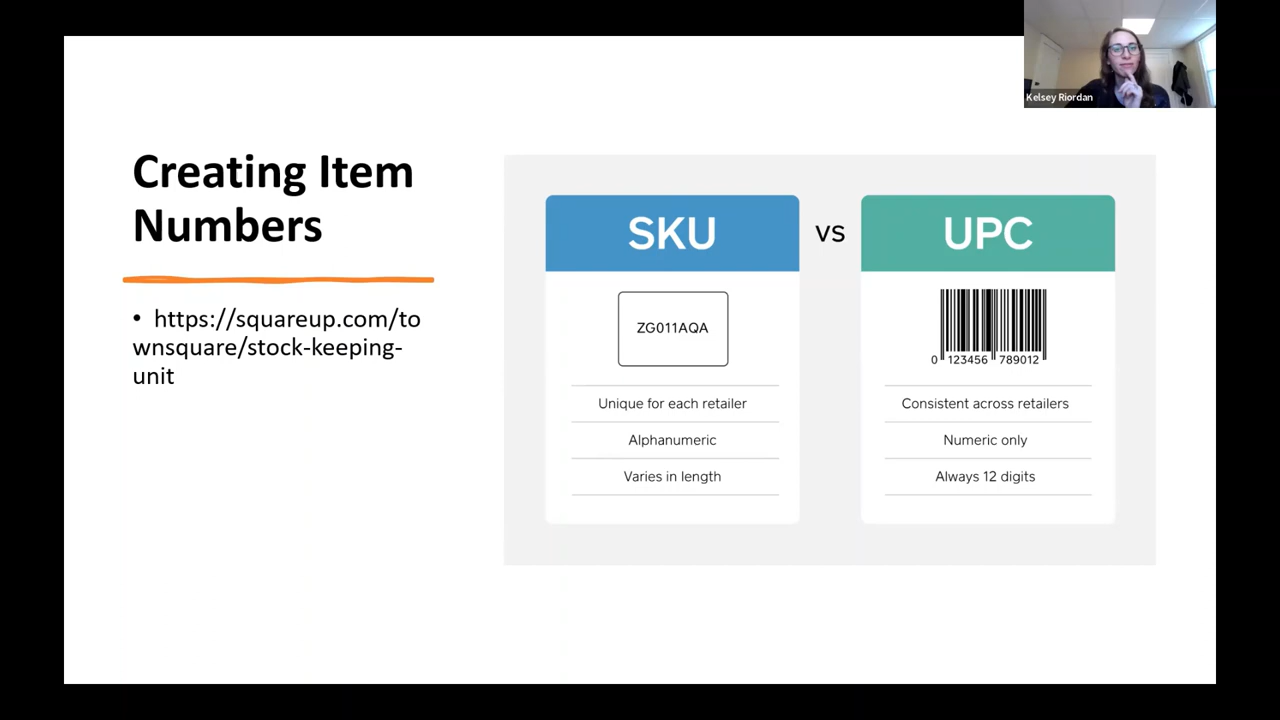 Kelsey Riordan
Creating Item
Numbers
• https://squareup.com/to
wnsquare/stock-keeping-
unit
SKU
vs
UPC
ZG011AQA
Unique for each retailer
Alphanumeric
Varies in length
0 123456 789012
Consistent across retailers
Numeric only
Always 12 digits